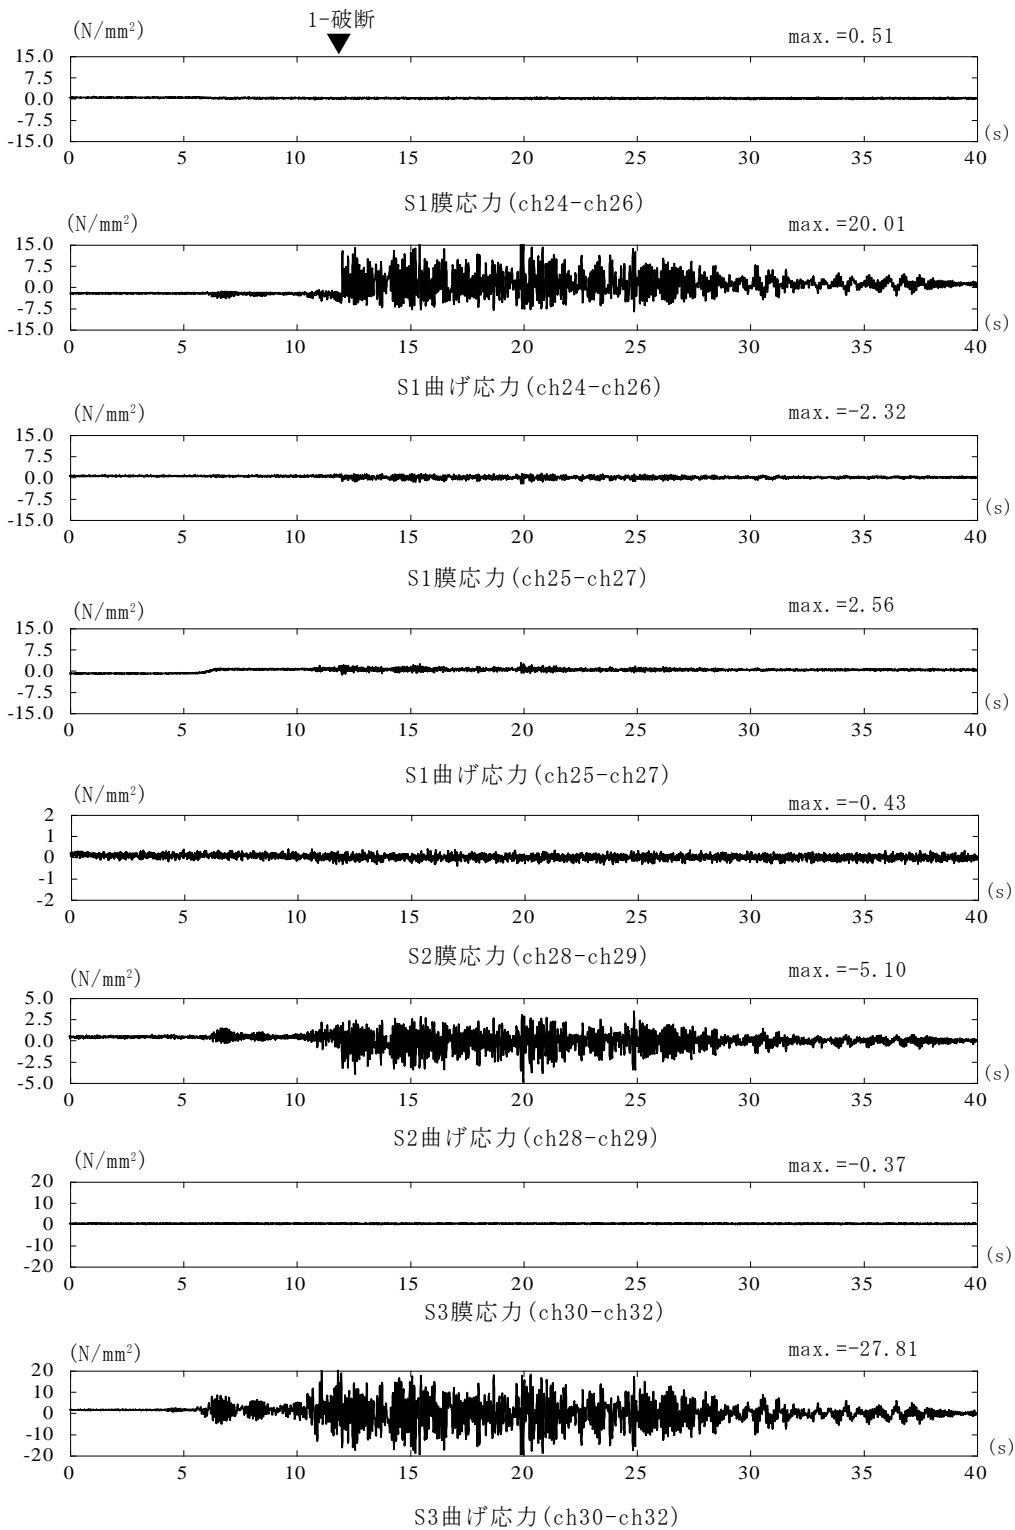 1-破断
(N/mm²) max.=0.51
15.0
7.5
0.0
-7.5
-15.0
(s)
0 5 10 15 20 25 30 35 40
S1膜応力(ch24-ch26)
(N/mm²) max.=20.01
15.0
7.5
0.0
-7.5
-15.0
(s)
0 5 10 15 20 25 30 35 40
S1曲げ応力(ch24-ch26)
(N/mm²) max.=-2.32
15.0
7.5
0.0
-7.5
-15.0
(s)
0 5 10 15 20 25 30 35 40
S1膜応力(ch25-ch27)
(N/mm²) max.=2.56
15.0
7.5
0.0
-7.5
-15.0
(s)
0 5 10 15 20 25 30 35 40
S1曲げ応力(ch25-ch27)
(N/mm²) max.=-0.43
2
1
0
-1
-2
(s)
0 5 10 15 20 25 30 35 40
S2膜応力(ch28-ch29)
(N/mm²) max.=-5.10
5.0
2.5
0.0
-2.5
-5.0
(s)
0 5 10 15 20 25 30 35 40
S2曲げ応力(ch28-ch29)
(N/mm²) max.=-0.37
20
10
0
-10
-20
(s)
0 5 10 15 20 25 30 35 40
S3膜応力(ch30-ch32)
(N/mm²) max.=-27.81
20
10
0
-10
-20
(s)
0 5 10 15 20 25 30 35 40
S3曲げ応力(ch30-ch32)